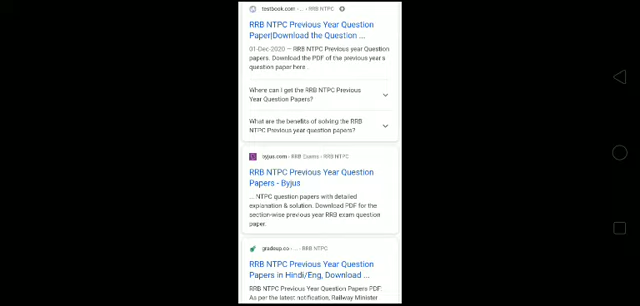 testbook.com › ... › RRB NTPC
RRB NTPC Previous Year Question
Paper|Download the Question ...
01-Dec-2020 — RRB NTPC Previous year Question
papers. Download the PDF of the previous year's
question paper here.
Where can I get the RRB NTPC Previous
Year Question Papers?
What are the benefits of solving the RRB
NTPC Previous year question papers?
byjus.com › RRB Exams › RRB NTPC
RRB NTPC Previous Year Question
Papers - Byjus
... NTPC question papers with detailed
explanation & solution. Download PDF for the
section-wise previous year RRB exam question
paper.
gradeup.co › ... › RRB NTPC
RRB NTPC Previous Year Question
Papers in Hindi/Eng, Download ...
RRB NTPC Previous Year Question Papers PDF:
As per the latest notification, Railway Minister